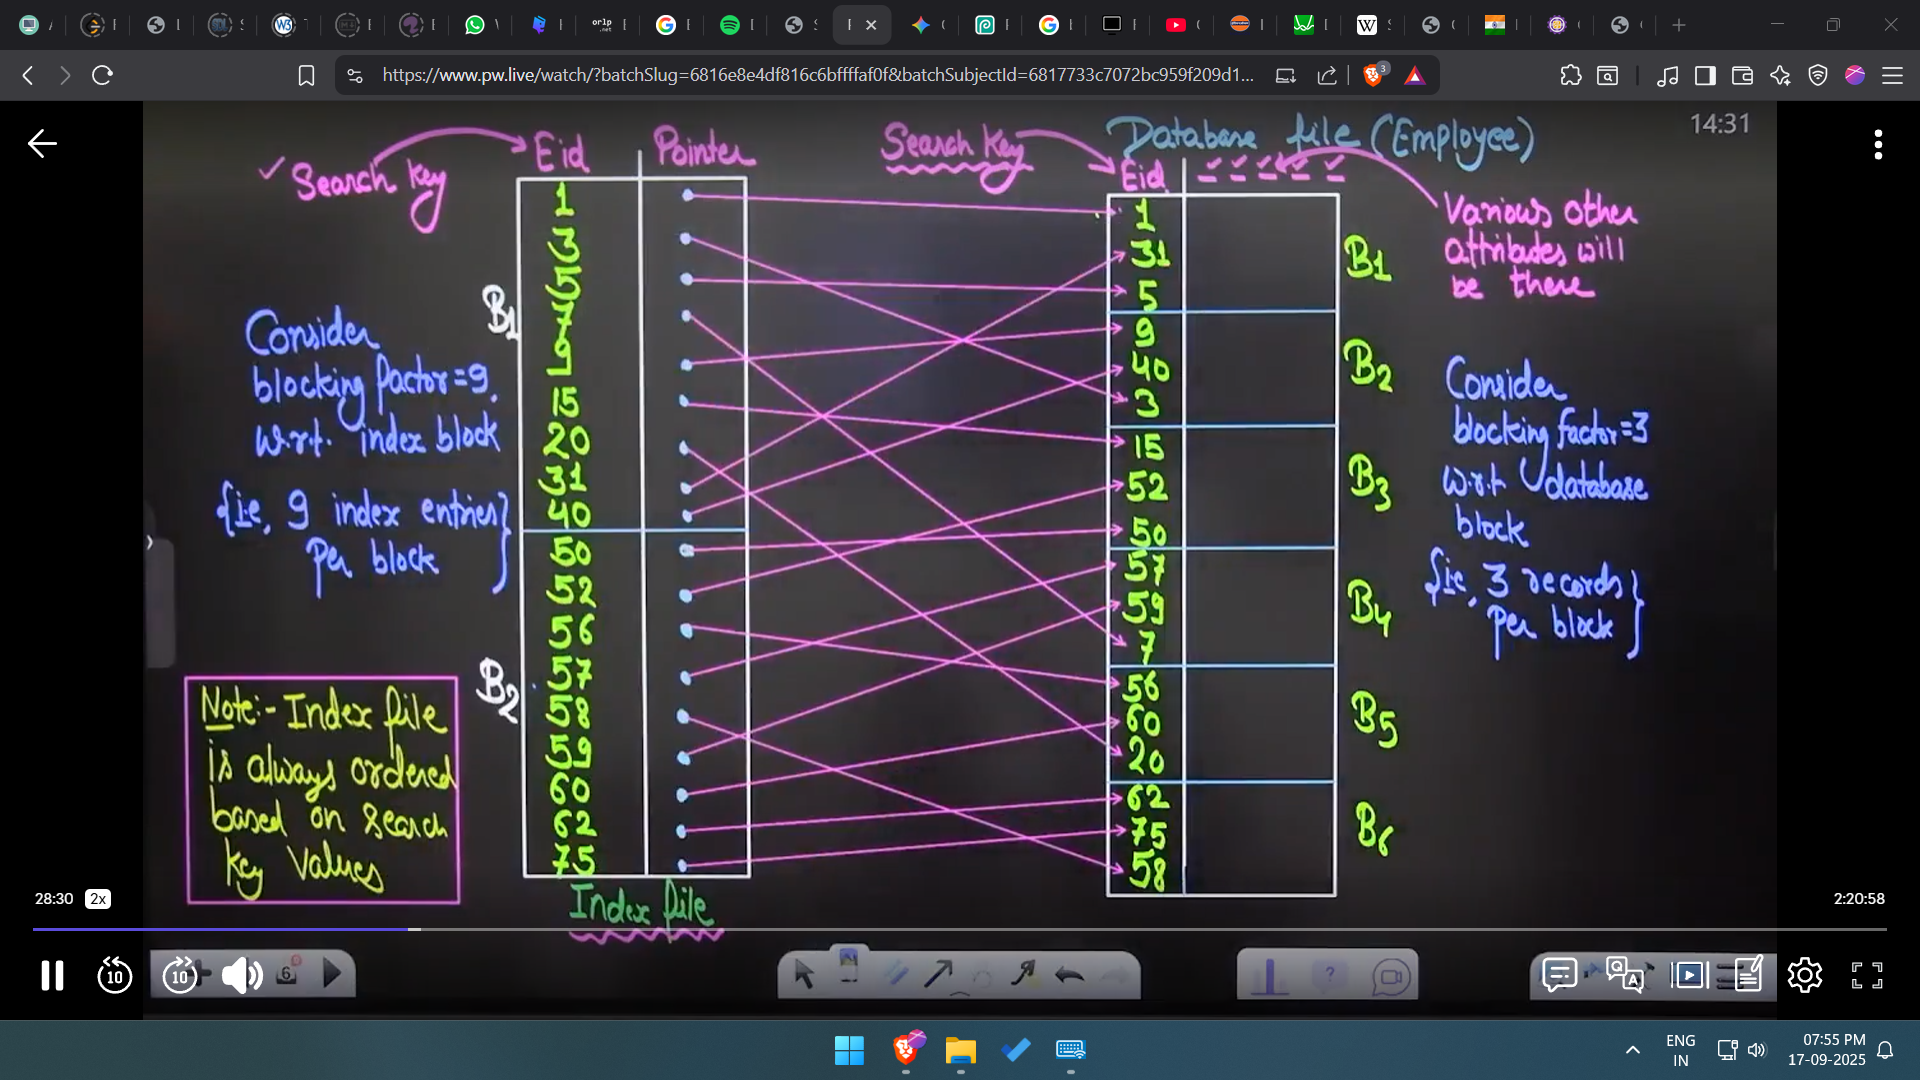 https://www.pw.live/watch/?batchSlug=6816e8e4df816c6bffffaf0f&batchSubjectId=6817733c7072bc959f209d1...
3
14:31
✓ Search key
Eid
Pointer
Search Key
Database file (Employee)
Eid
Various other
attributes will
be there
Consider
blocking factor=9.
w.r.t. index block
{i.e, 9 index entries}
per block
B1
1
3
5
7
9
15
20
31
40
B2
50
52
56
57
58
59
60
62
75
Index file
1
31
5
B1
9
40
3
B2
15
52
50
B3
57
59
7
B4
56
60
20
B5
62
75
58
B6
Consider
blocking factor=3
w.r.t database
block
{i.e, 3 records}
per block
Note:- Index file
is always ordered
based on search
key values
28:30 2x
2:20:58
10
10
6
ENG
IN
07:55 PM
17-09-2025